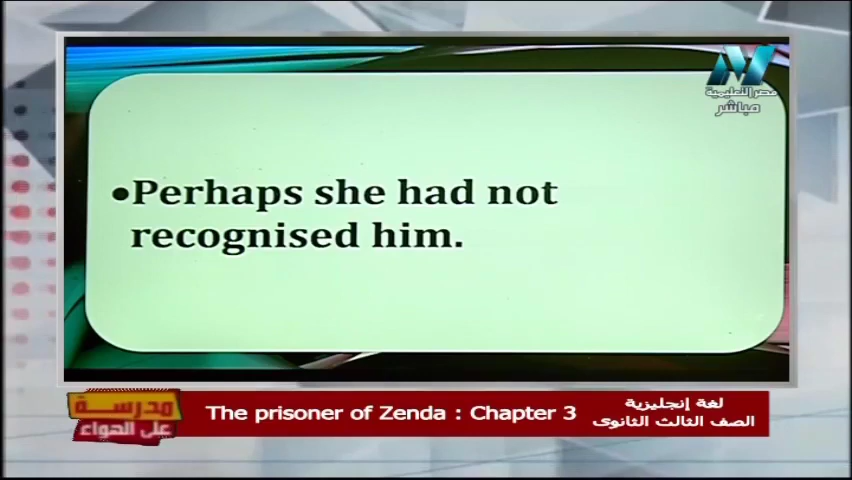 مصر التعليمية
مباشر
•Perhaps she had not
recognised him.
مدرسة
على الهواء
The prisoner of Zenda : Chapter 3
لغة إنجليزية
الصف الثالث الثانوى